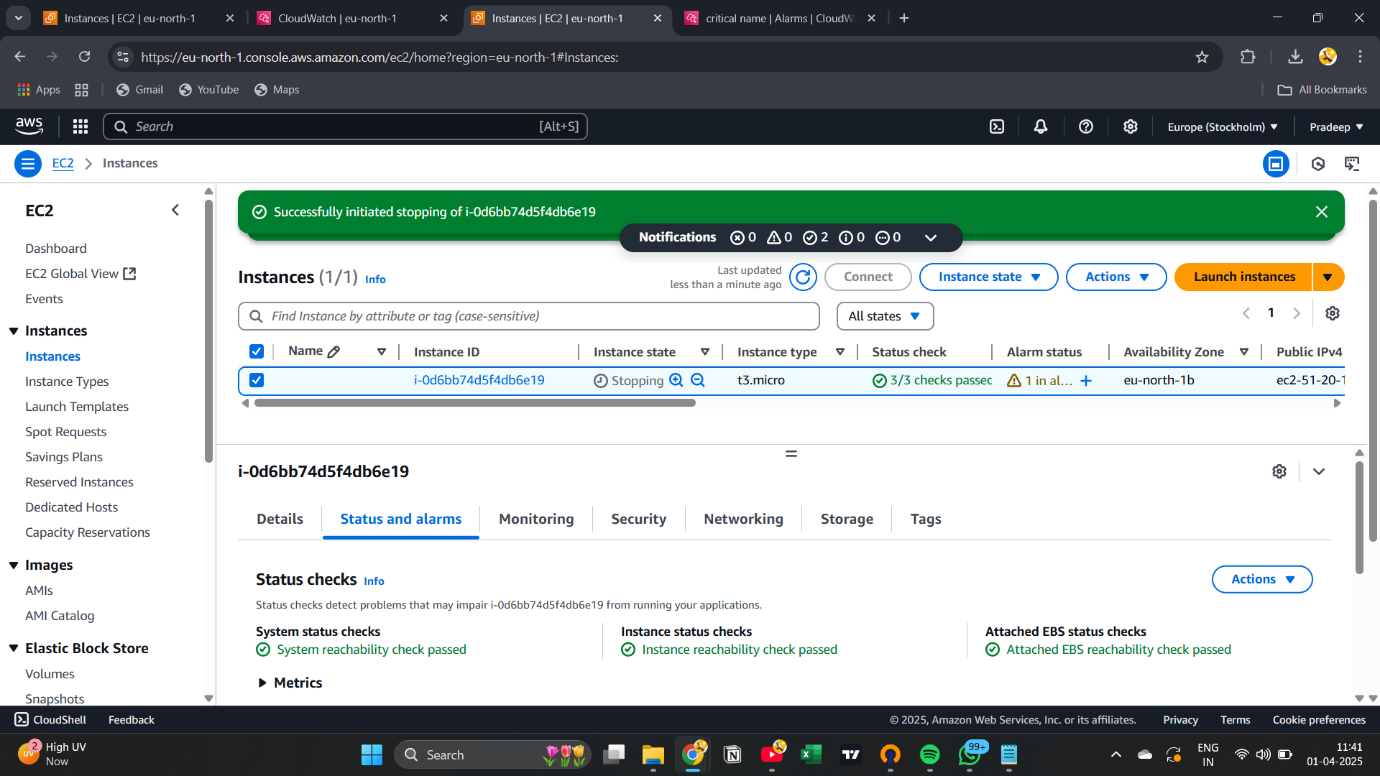 Instances | EC2 | eu-north-1
CloudWatch | eu-north-1
Instances | EC2 | eu-north-1
critical name | Alarms | CloudW
https://eu-north-1.console.aws.amazon.com/ec2/home?region=eu-north-1#Instances:
Apps
Gmail
YouTube
Maps
All Bookmarks
aws
Search
[Alt+S]
Europe (Stockholm)
Pradeep
EC2
Instances
EC2
Dashboard
EC2 Global View
Events
Instances
Instances
Instance Types
Launch Templates
Spot Requests
Savings Plans
Reserved Instances
Dedicated Hosts
Capacity Reservations
Images
AMIs
AMI Catalog
Elastic Block Store
Volumes
Snapshots
Successfully initiated stopping of i-0d6bb74d5f4db6e19
Notifications 0 0 2 0 0
Instances (1/1) Info
Last updated
less than a minute ago
Connect
Instance state
Actions
Launch instances
Find Instance by attribute or tag (case-sensitive)
All states
1
Name Instance ID Instance state Instance type Status check Alarm status Availability Zone Public IPv4
i-0d6bb74d5f4db6e19 Stopping t3.micro 3/3 checks passed 1 in al... + eu-north-1b ec2-51-20-1
i-0d6bb74d5f4db6e19
Details
Status and alarms
Monitoring
Security
Networking
Storage
Tags
Status checks Info
Actions
Status checks detect problems that may impair i-0d6bb74d5f4db6e19 from running your applications.
System status checks
System reachability check passed
Instance status checks
Instance reachability check passed
Attached EBS status checks
Attached EBS reachability check passed
Metrics
CloudShell
Feedback
© 2025, Amazon Web Services, Inc. or its affiliates.
Privacy
Terms
Cookie preferences
2
UV
High UV
Now
Search
99+
ENG
IN
11:41
01-04-2025